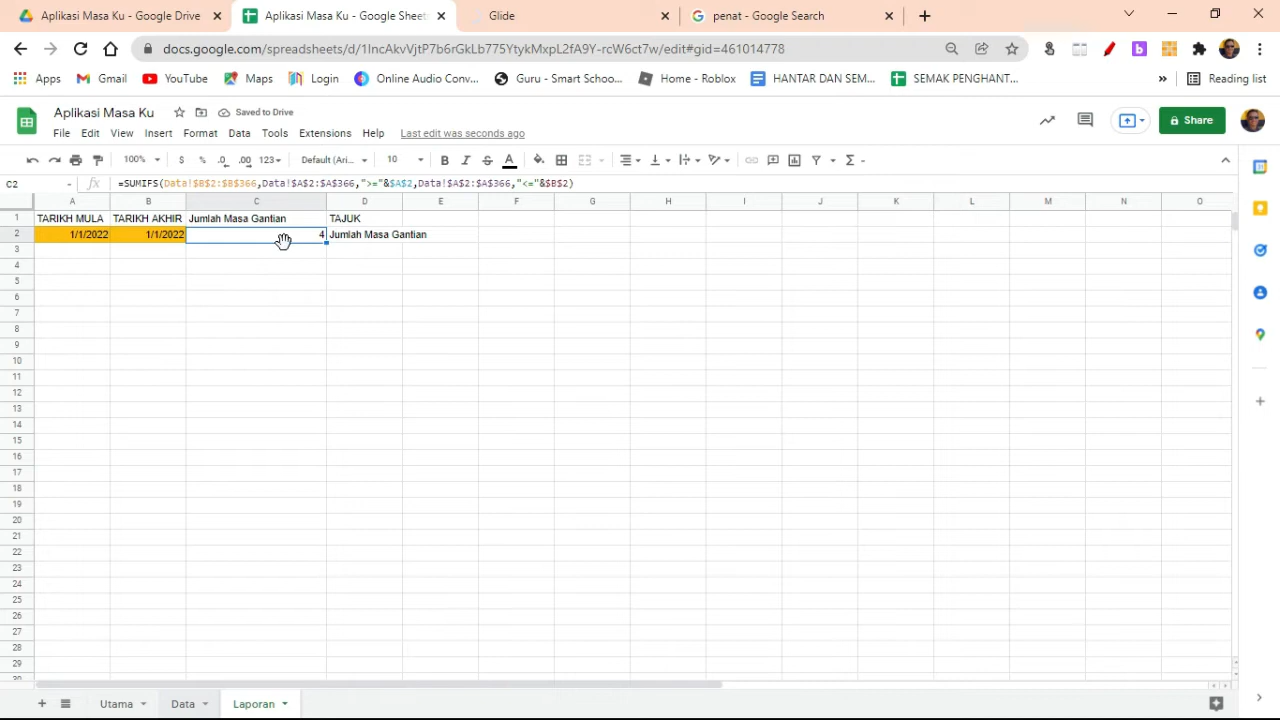 Aplikasi Masa Ku - Google Drive
Aplikasi Masa Ku - Google Sheets
Glide
penat - Google Search
docs.google.com/spreadsheets/d/1IncAkvVjtP7D6rGkLb775YtyxMxpL2fA9Y-rcW6ct7w/edit#gid=461014778
Apps
Gmail
YouTube
Maps
Login
Online Audio Conv...
Guru - Smart Schoo...
Home - Roblox
HANTAR DAN SEM...
SEMAK PENGHANT...
»
Reading list
Aplikasi Masa Ku
Saved to Drive
Share
File Edit View Insert Format Data Tools Extensions Help Last edit was seconds ago
100% $ % .0 .00 123 Default (Ari... 10 B I S A
C2 fx =SUMIFS(Data!$B$2:$B$366,Data!$A$2:$A$366,">="&$A$2,Data!$A$2:$A$366,"<="&$B$2)
A B C D E F G H I J K L M N O
1 TARIKH MULA TARIKH AKHIR Jumlah Masa Gantian TAJUK
2 1/1/2022 1/1/2022 4 Jumlah Masa Gantian
3
4
5
6
7
8
9
10
11
12
13
14
15
16
17
18
19
20
21
22
23
24
25
26
27
28
29
30
Utama Data Laporan